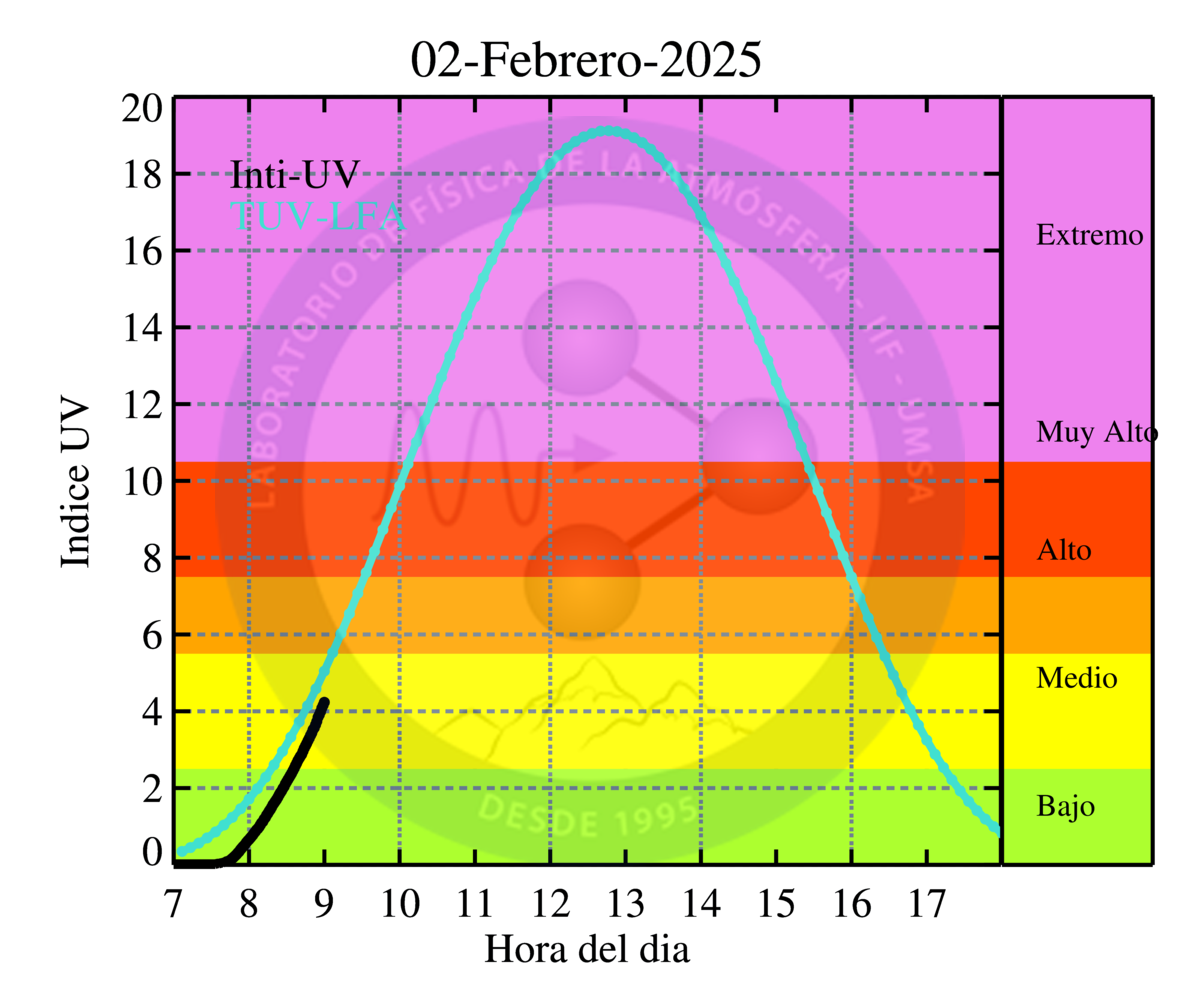 02-Febrero-2025
Indice UV
20
18
16
14
12
10
8
6
4
2
0
Inti-UV
TUV-LFA
LABORATORIO DE FÍSICA DE LA ATMÓSFERA - IIF - UMSA
DESDE 1995
Extremo
Muy Alto
Alto
Medio
Bajo
7 8 9 10 11 12 13 14 15 16 17
Hora del dia